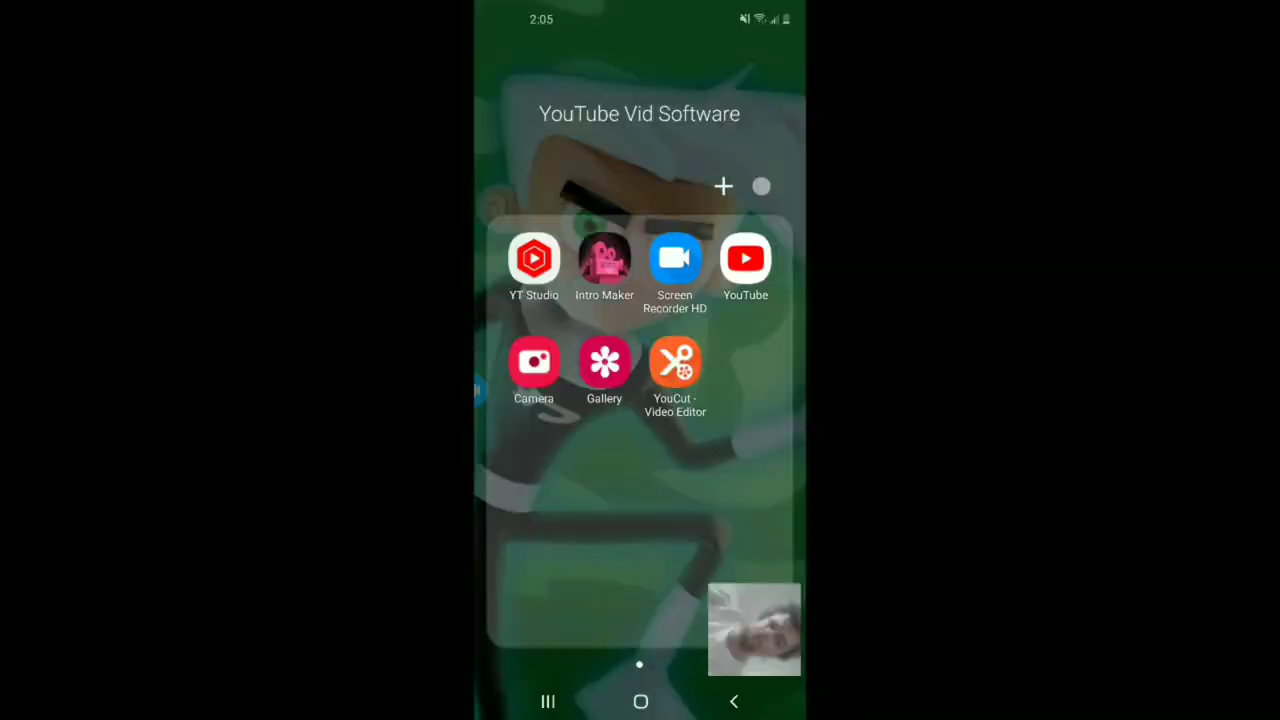 2:05
YouTube Vid Software
YT Studio
Intro Maker
Screen
Recorder HD
YouTube
Camera
Gallery
YouCut -
Video Editor